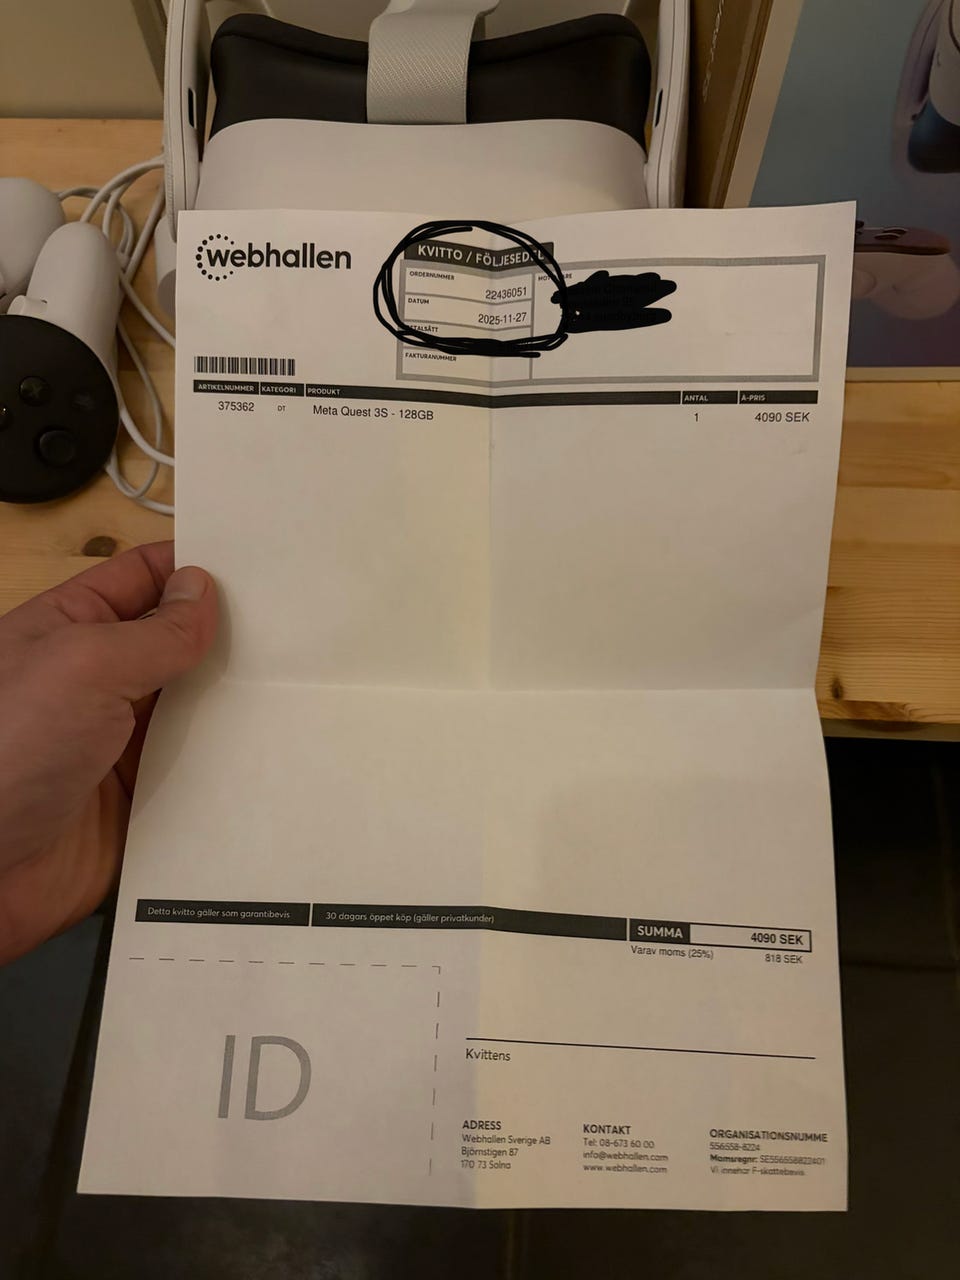 webhallen
KVITTO / FÖLJESEDEL
ORDERNUMMER
22436051
DATUM
2025-11-27
FAKTURANUMMER
ARTIKELNUMMER KATEGORI PRODUKT ANTAL Á-PRIS
375362 DT Meta Quest 3S - 128GB 1 4090 SEK
Detta kvitto gäller som garantibevis 30 dagars öppet köp (gäller privatkunder) SUMMA 4090 SEK
Varav moms (25%) 818 SEK
ID
Kvittens
ADRESS
Webhallen Sverige AB
Björnstigen 87
170 73 Solna
KONTAKT
Tel: 08-673 60 00
info@webhallen.com
www.webhallen.com
ORGANISATIONSNUMME
556558-8224
Momsregnr: SE556558822401
Vi innehar F-skattebevis